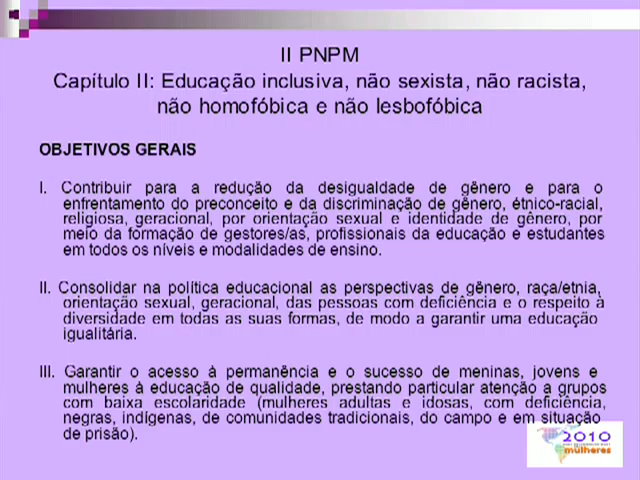 II PNPM
Capítulo II: Educação inclusiva, não sexista, não racista,
não homofóbica e não lesbofóbica
OBJETIVOS GERAIS
I. Contribuir para a redução da desigualdade de gênero e para o
enfrentamento do preconceito e da discriminação de gênero, étnico-racial,
religiosa, geracional, por orientação sexual e identidade de gênero, por
meio da formação de gestores/as, profissionais da educação e estudantes
em todos os níveis e modalidades de ensino.
II. Consolidar na política educacional as perspectivas de gênero, raça/etnia,
orientação sexual, geracional, das pessoas com deficiência e o respeito à
diversidade em todas as suas formas, de modo a garantir uma educação
igualitária.
III. Garantir o acesso à permanência e o sucesso de meninas, jovens e
mulheres à educação de qualidade, prestando particular atenção a grupos
com baixa escolaridade (mulheres adultas e idosas, com deficiência,
negras, indígenas, de comunidades tradicionais, do campo e em situação
de prisão).
2010
mulheres